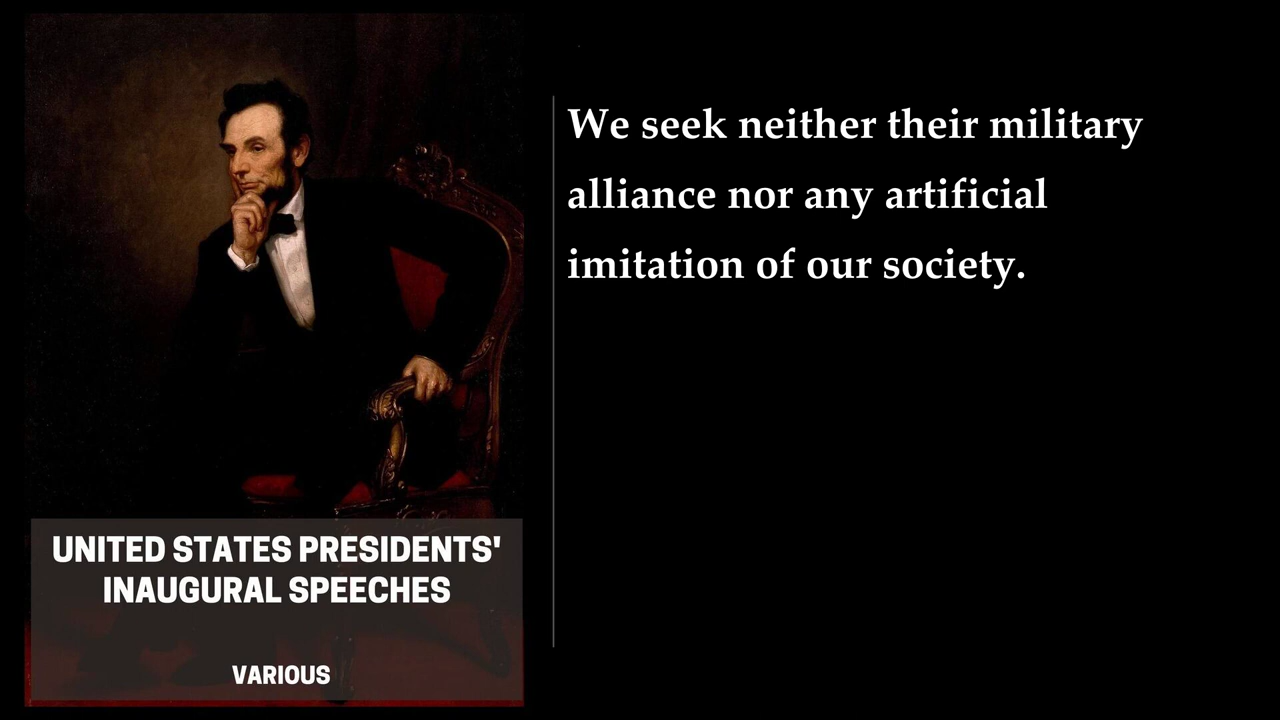 We seek neither their military
alliance nor any artificial
imitation of our society.
UNITED STATES PRESIDENTS'
INAUGURAL SPEECHES
VARIOUS